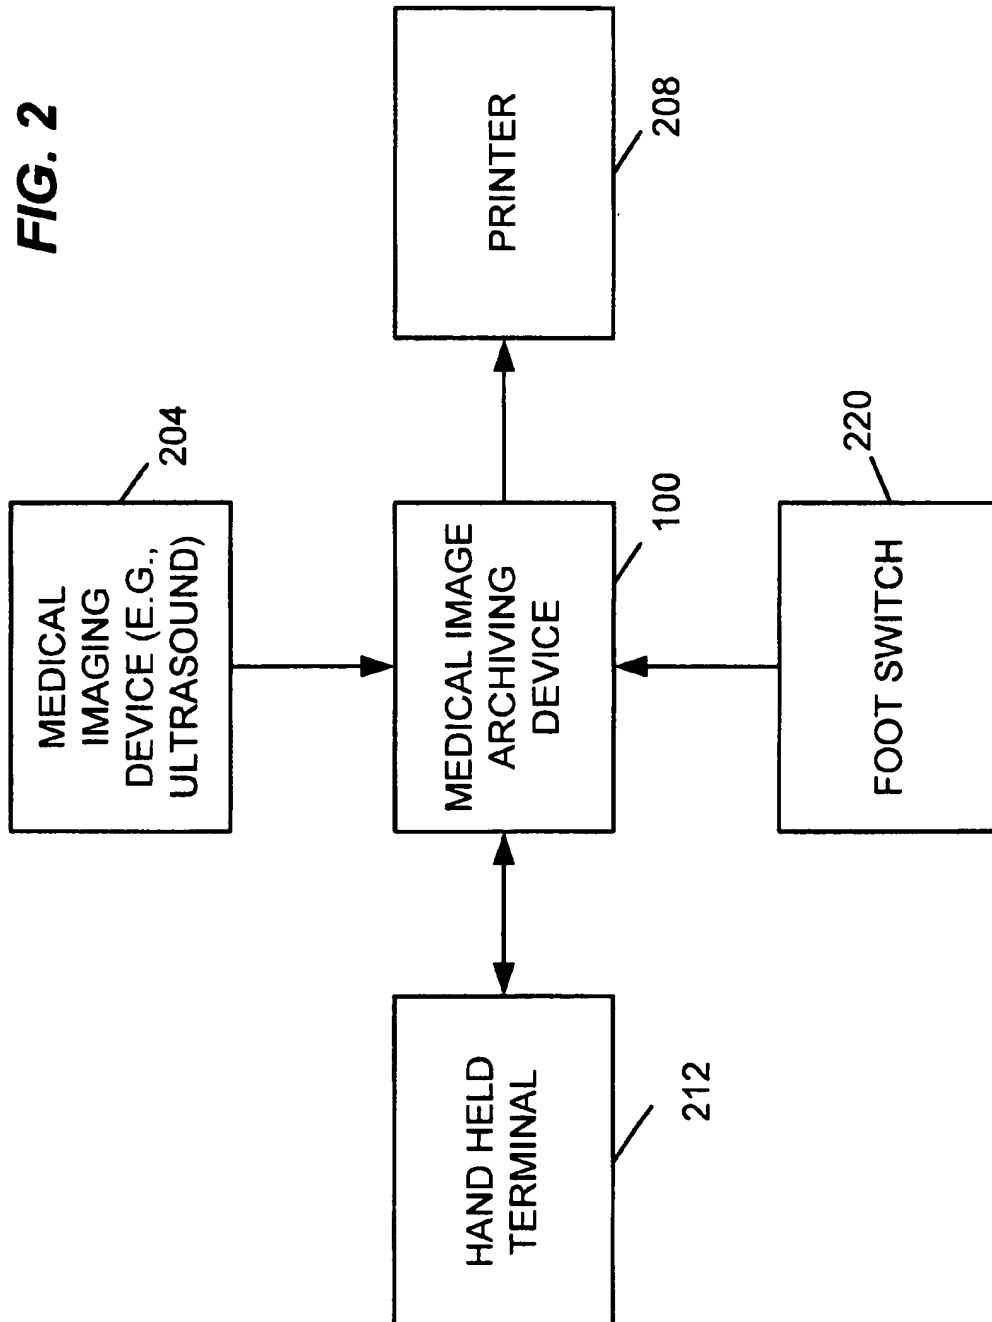 FIG. 2
MEDICAL
IMAGING
DEVICE (E.G.,
ULTRASOUND)
204
HAND HELD
TERMINAL
212
MEDICAL IMAGE
ARCHIVING
DEVICE
100
PRINTER
208
FOOT SWITCH
220